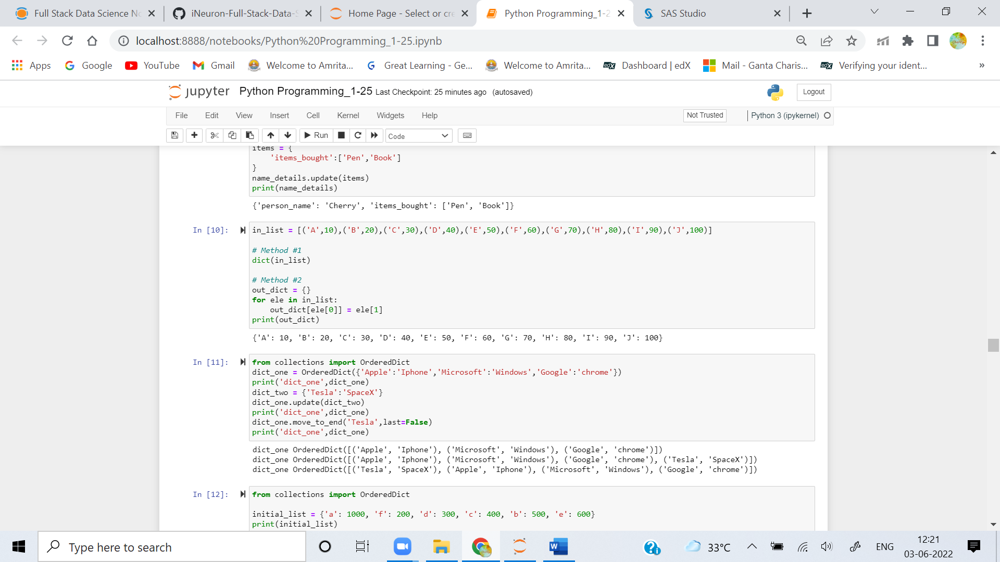 Full Stack Data Science No
iNeuron-Full-Stack-Data-S
Home Page - Select or cre
Python Programming_1-2
SAS Studio
localhost:8888/notebooks/Python%20Programming_1-25.ipynb
Apps Google YouTube Gmail Welcome to Amrita... Great Learning - Ge... Welcome to Amrita... Dashboard | edX Mail - Ganta Charis... Verifying your ident... »
jupyter Python Programming_1-25 Last Checkpoint: 25 minutes ago (autosaved) Logout
File Edit View Insert Cell Kernel Widgets Help Not Trusted Python 3 (ipykernel)
Run Code
items = {
    'items_bought':['Pen','Book']
}
name_details.update(items)
print(name_details)
{'person_name': 'Cherry', 'items_bought': ['Pen', 'Book']}
In [10]: in_list = [('A',10),('B',20),('C',30),('D',40),('E',50),('F',60),('G',70),('H',80),('I',90),('J',100)]
# Method #1
dict(in_list)
# Method #2
out_dict = {}
for ele in in_list:
    out_dict[ele[0]] = ele[1]
print(out_dict)
{'A': 10, 'B': 20, 'C': 30, 'D': 40, 'E': 50, 'F': 60, 'G': 70, 'H': 80, 'I': 90, 'J': 100}
In [11]: from collections import OrderedDict
dict_one = OrderedDict({'Apple':'Iphone','Microsoft':'Windows','Google':'chrome'})
print('dict_one',dict_one)
dict_two = {'Tesla':'SpaceX'}
dict_one.update(dict_two)
print('dict_one',dict_one)
dict_one.move_to_end('Tesla',last=False)
print('dict_one',dict_one)
dict_one OrderedDict([('Apple', 'Iphone'), ('Microsoft', 'Windows'), ('Google', 'chrome')])
dict_one OrderedDict([('Apple', 'Iphone'), ('Microsoft', 'Windows'), ('Google', 'chrome'), ('Tesla', 'SpaceX')])
dict_one OrderedDict([('Tesla', 'SpaceX'), ('Apple', 'Iphone'), ('Microsoft', 'Windows'), ('Google', 'chrome')])
In [12]: from collections import OrderedDict
initial_list = {'a': 1000, 'f': 200, 'd': 300, 'c': 400, 'b': 500, 'e': 600}
print(initial_list)
Type here to search
33°C
ENG
12:21
03-06-2022